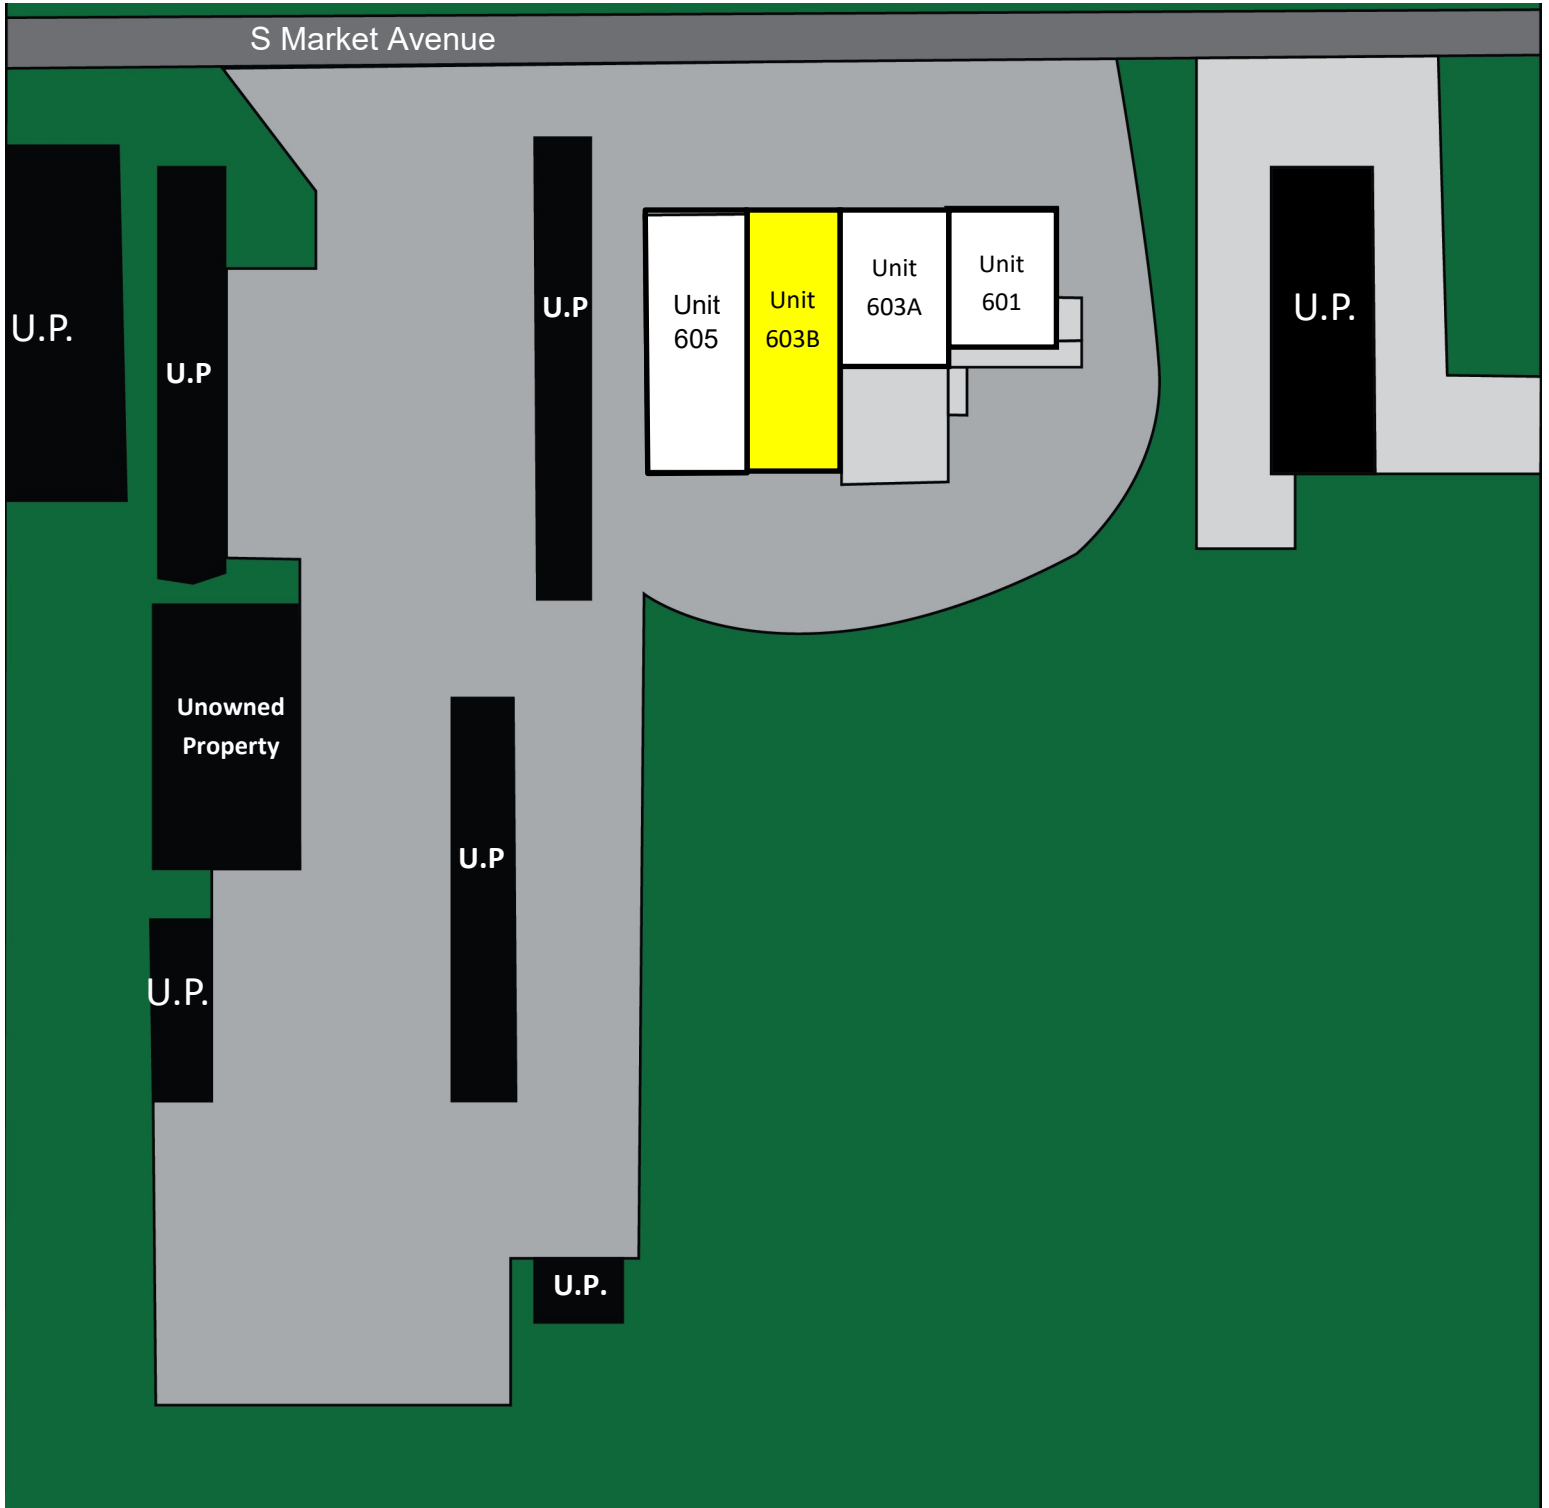 S Market Avenue
U.P.
U.P
U.P
Unit
605
Unit
603B
Unit
603A
Unit
601
U.P.
Unowned
Property
U.P
U.P.
U.P.